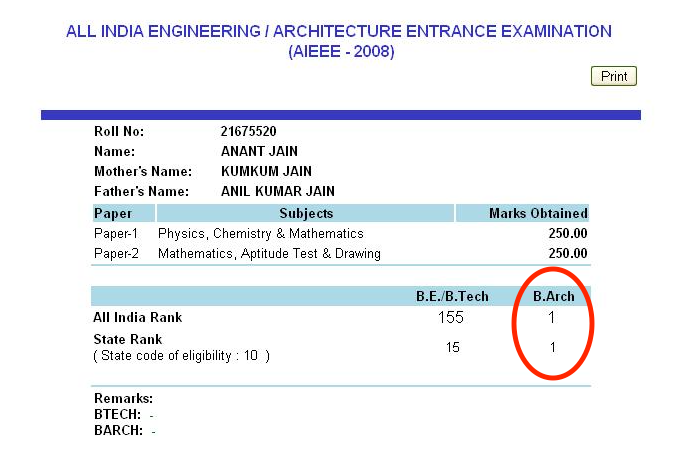 ALL INDIA ENGINEERING / ARCHITECTURE ENTRANCE EXAMINATION
(AIEEE - 2008)
Print
Roll No: 21675520
Name: ANANT JAIN
Mother's Name: KUMKUM JAIN
Father's Name: ANIL KUMAR JAIN
Paper Subjects Marks Obtained
Paper-1 Physics, Chemistry & Mathematics 250.00
Paper-2 Mathematics, Aptitude Test & Drawing 250.00
B.E./B.Tech B.Arch
All India Rank 155 1
State Rank
( State code of eligibility : 10 ) 15 1
Remarks:
BTECH: -
BARCH: -